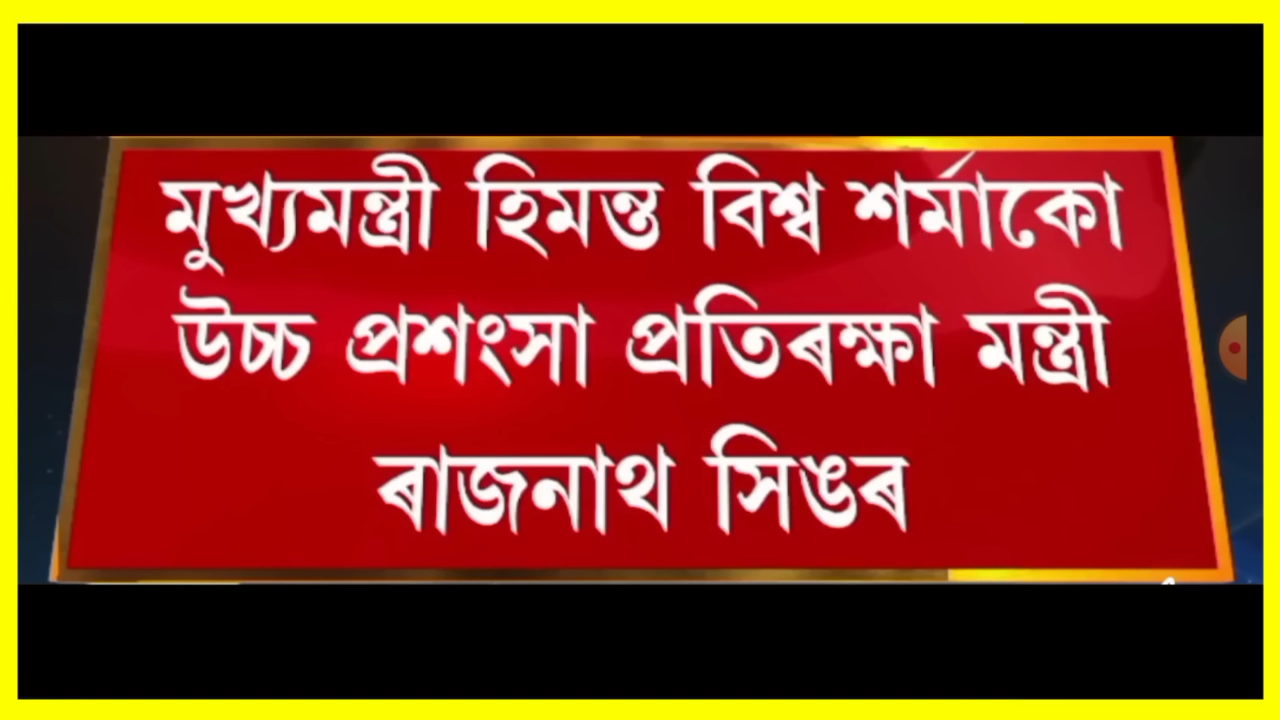 মুখ্যমন্ত্ৰী হিমন্ত বিশ্ব শৰ্মাকো
উচ্চ প্ৰশংসা প্ৰতিৰক্ষা মন্ত্ৰী
ৰাজনাথ সিঙৰ